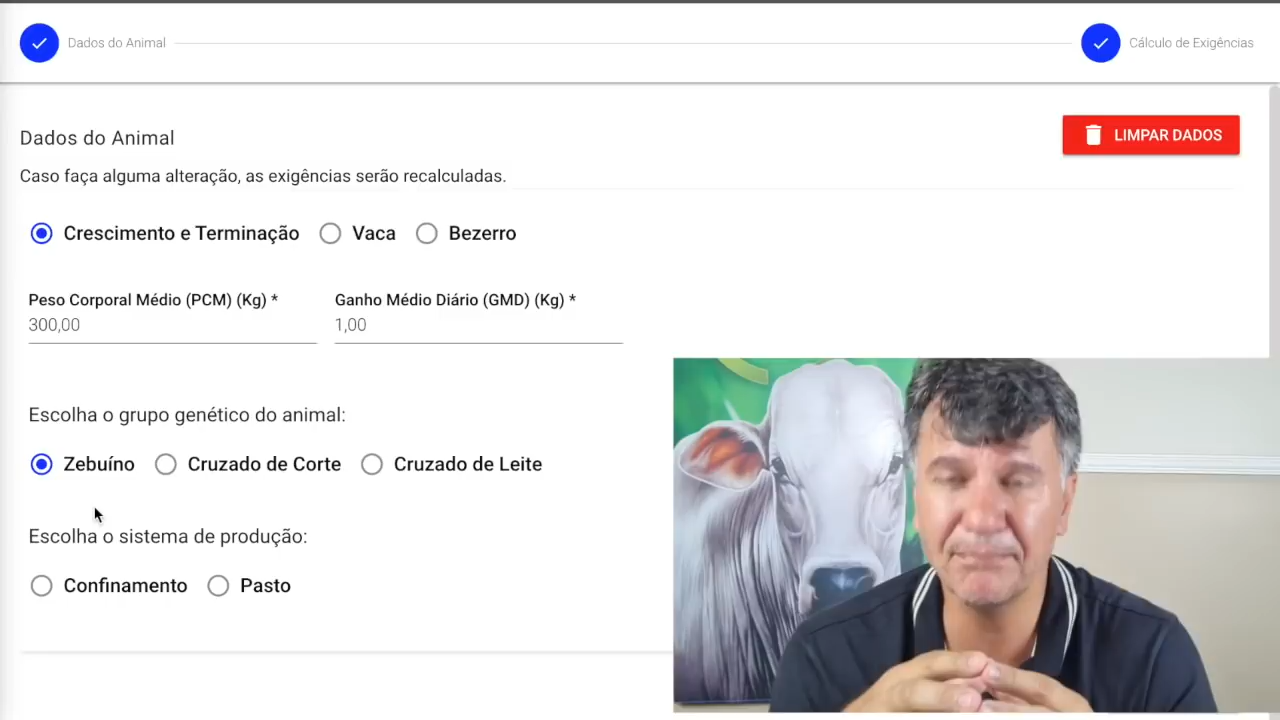 Dados do Animal
Cálculo de Exigências
Dados do Animal
LIMPAR DADOS
Caso faça alguma alteração, as exigências serão recalculadas.
Crescimento e Terminação
Vaca
Bezerro
Peso Corporal Médio (PCM) (Kg) *
Ganho Médio Diário (GMD) (Kg) *
300,00
1,00
Escolha o grupo genético do animal:
Zebuíno
Cruzado de Corte
Cruzado de Leite
Escolha o sistema de produção:
Confinamento
Pasto